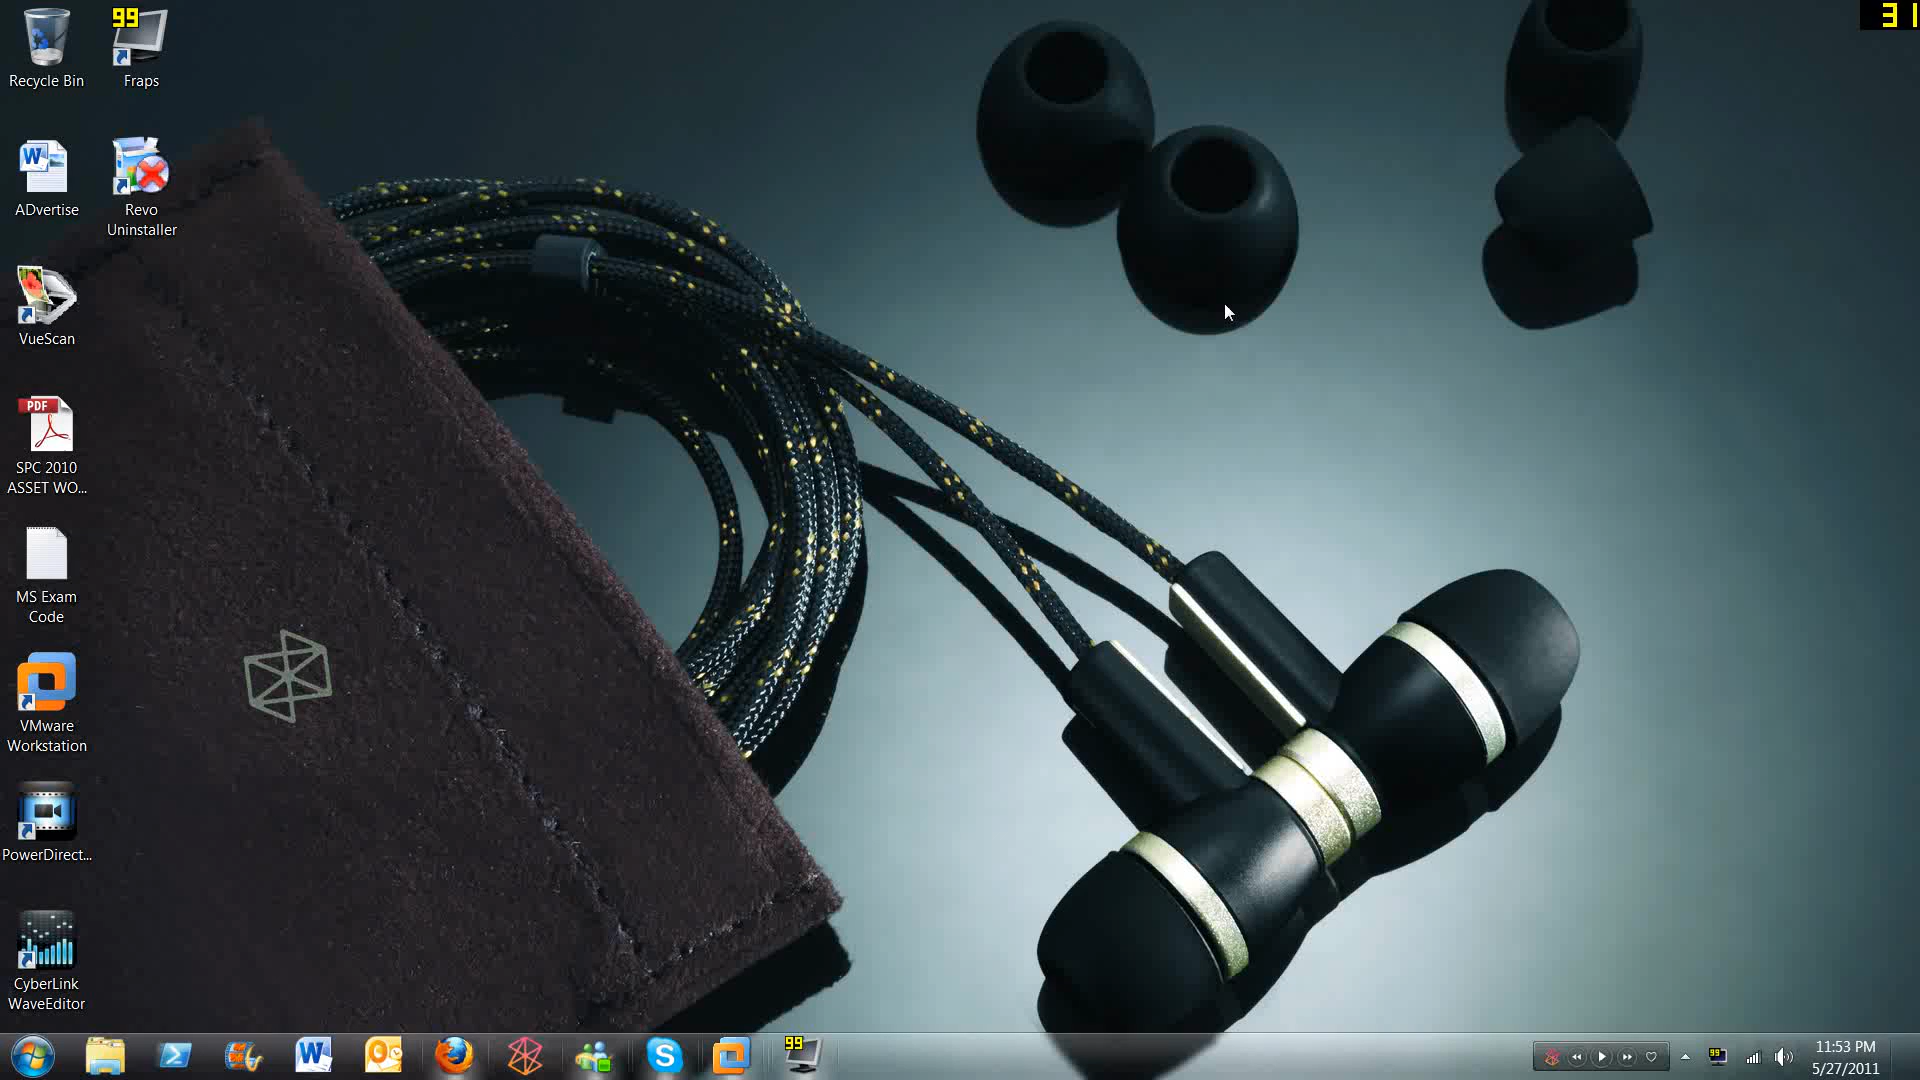 Recycle Bin
99
Fraps
31
W
ADvertise
Revo
Uninstaller
VueScan
PDF
SPC 2010
ASSET WO...
MS Exam
Code
VMware
Workstation
PowerDirect...
CyberLink
WaveEditor
W
O
S
99
99
11:53 PM
5/27/2011